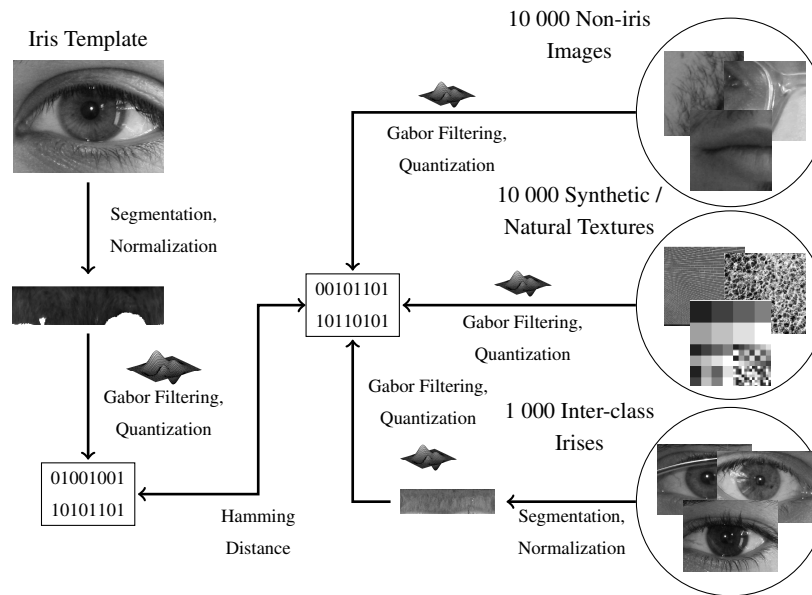 Iris Template
Segmentation,
Normalization
Gabor Filtering,
Quantization
01001001
10101101
Hamming
Distance
00101101
10110101
10 000 Non-iris
Images
Gabor Filtering,
Quantization
10 000 Synthetic /
Natural Textures
Gabor Filtering,
Quantization
Gabor Filtering,
Quantization
1 000 Inter-class
Irises
Segmentation,
Normalization